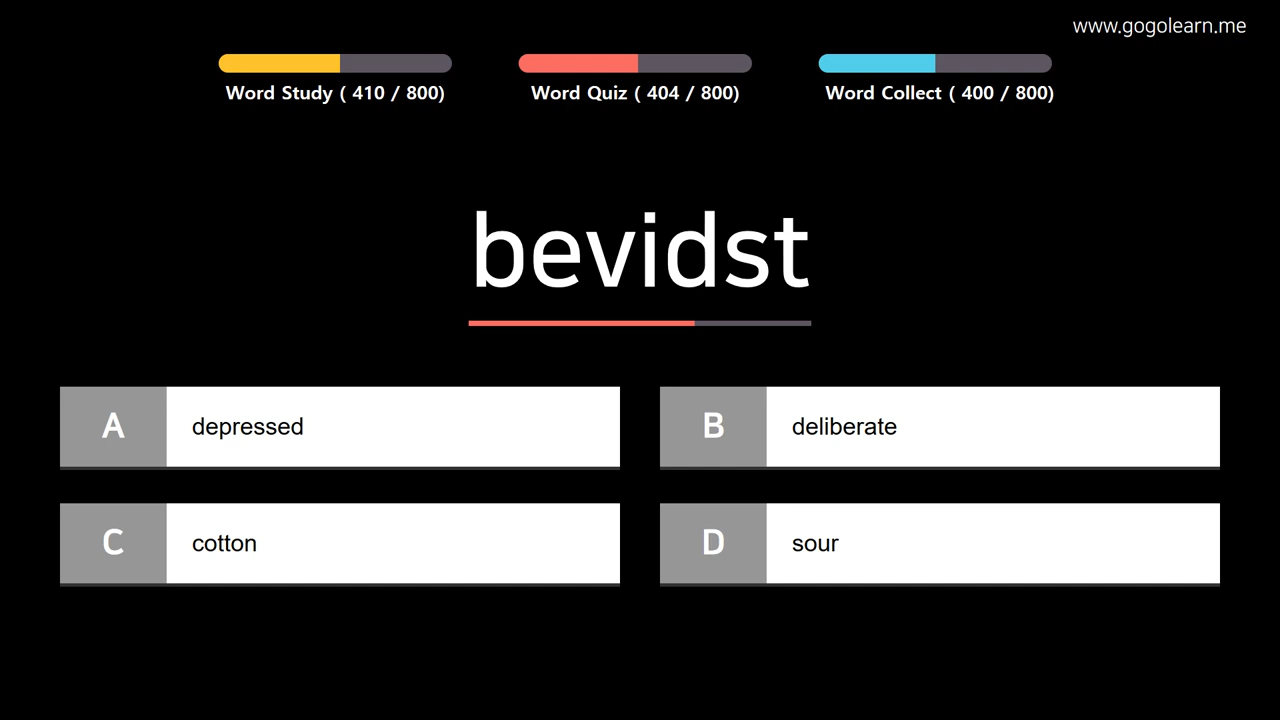 www.gogolearn.me
Word Study ( 410 / 800)
Word Quiz ( 404 / 800)
Word Collect ( 400 / 800)
bevidst
A depressed
B deliberate
C cotton
D sour